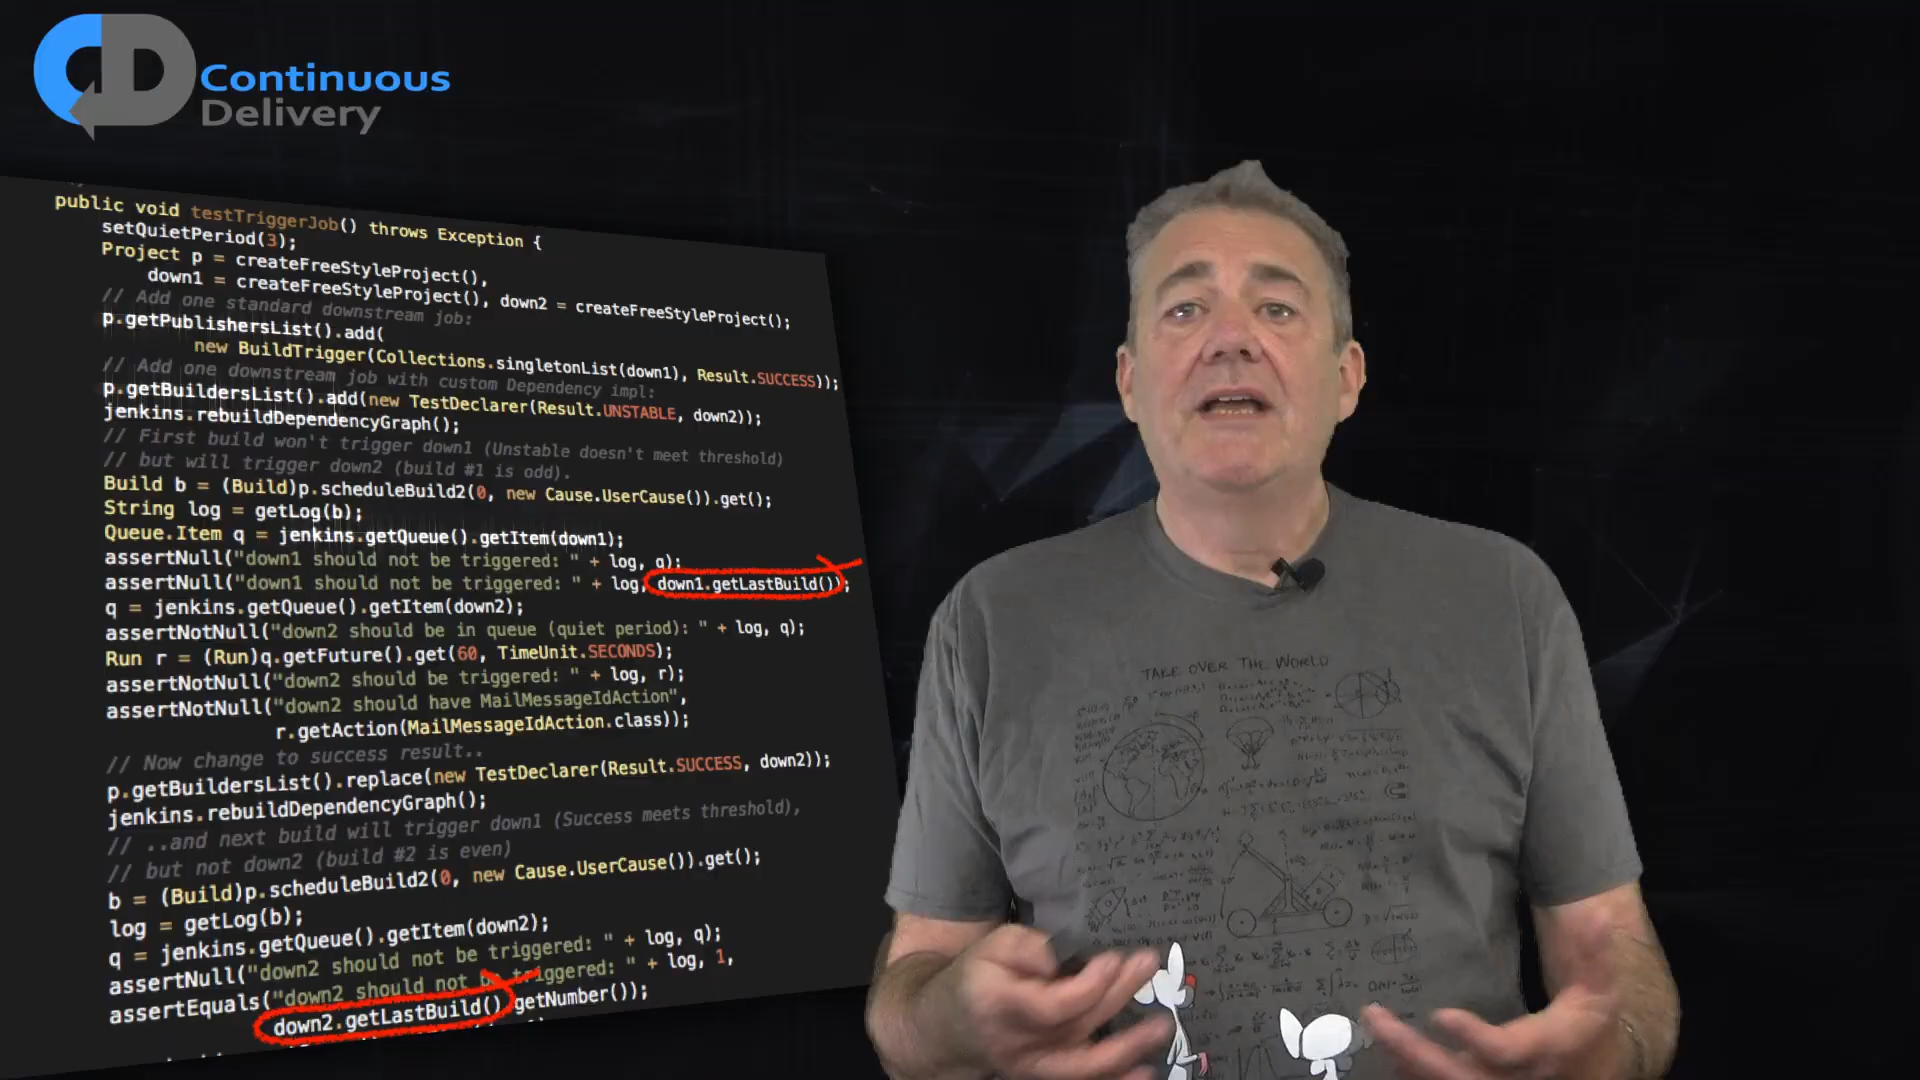 Continuous
Delivery
public void testTriggerJob() throws Exception {
setQuietPeriod(3);
Project p = createFreeStyleProject(),
down1 = createFreeStyleProject(), down2 = createFreeStyleProject();
// Add one standard downstream job:
p.getPublishersList().add(
new BuildTrigger(Collections.singletonList(down1), Result.SUCCESS));
// Add one downstream job with custom Dependency impl:
p.getBuildersList().add(new TestDeclarer(Result.UNSTABLE, down2));
jenkins.rebuildDependencyGraph();
// First build won't trigger down1 (Unstable doesn't meet threshold)
// but will trigger down2 (build #1 is odd).
Build b = (Build)p.scheduleBuild2(0, new Cause.UserCause()).get();
String log = getLog(b);
Queue.Item q = jenkins.getQueue().getItem(down1);
assertNull("down1 should not be triggered: " + log, q);
assertNull("down1 should not be triggered: " + log, down1.getLastBuild());
q = jenkins.getQueue().getItem(down2);
assertNotNull("down2 should be in queue (quiet period): " + log, q);
Run r = (Run)q.getFuture().get(60, TimeUnit.SECONDS);
assertNotNull("down2 should be triggered: " + log, r);
assertNotNull("down2 should have MailMessageIdAction",
r.getAction(MailMessageIdAction.class));
// Now change to success result..
p.getBuildersList().replace(new TestDeclarer(Result.SUCCESS, down2));
jenkins.rebuildDependencyGraph();
// ..and next build will trigger down1 (Success meets threshold),
// but not down2 (build #2 is even)
b = (Build)p.scheduleBuild2(0, new Cause.UserCause()).get();
log = getLog(b);
q = jenkins.getQueue().getItem(down2);
assertNull("down2 should not be triggered: " + log, q);
assertEquals("down2 should not be triggered: " + log, 1,
down2.getLastBuild().getNumber());
TAKE OVER THE WORLD